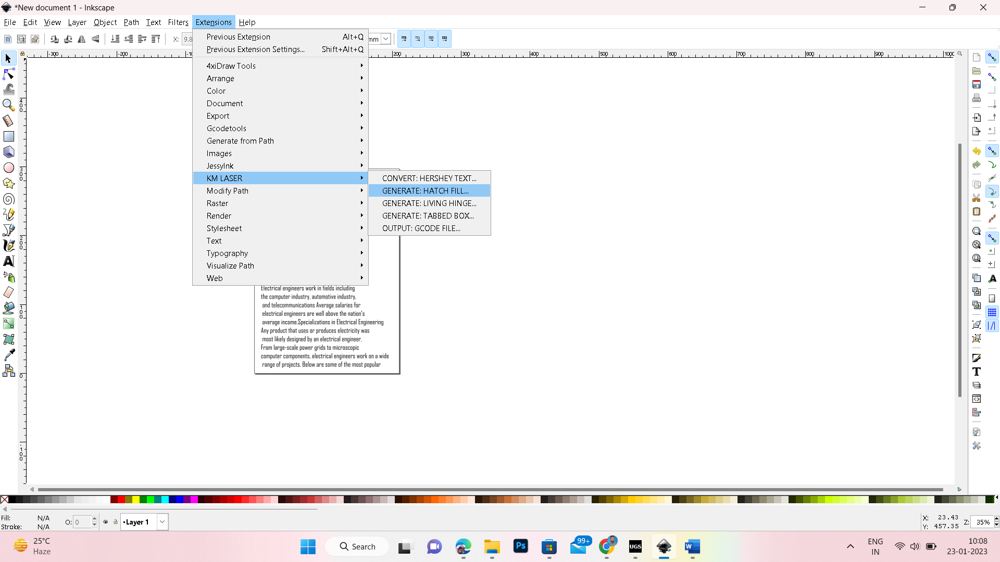 *New document 1 - Inkscape
File Edit View Layer Object Path Text Filters Extensions Help
X: 9.8 mm
Previous Extension Alt+Q
Previous Extension Settings... Shift+Alt+Q
4xiDraw Tools
Arrange
Color
Document
Export
Gcodetools
Generate from Path
Images
JessyInk
KM LASER
Modify Path
Raster
Render
Stylesheet
Text
Typography
Visualize Path
Web
CONVERT: HERSHEY TEXT...
GENERATE: HATCH FILL...
GENERATE: LIVING HINGE...
GENERATE: TABBED BOX...
OUTPUT: GCODE FILE...
-300 -200 -10 200 300 400 500 600 700 800 900 1000
400
300
200
100
0
-100
Electrical engineers work in fields including
the computer industry, automotive industry,
and telecommunications Average salaries for
electrical engineers are well above the nation's
average income.Specializations in Electrical Engineering
Any product that uses or produces electricity was
most likely designed by an electrical engineer.
From large-scale power grids to microscopic
computer components, electrical engineers work on a wide
range of projects. Below are some of the most popular
Fill: N/A
Stroke: N/A
O: 0
•Layer 1
X: 23.43
Y: 457.35
Z: 35%
25°C
Haze
Search
Ps
99+
UGS
W
ENG
IN
10:08
23-01-2023